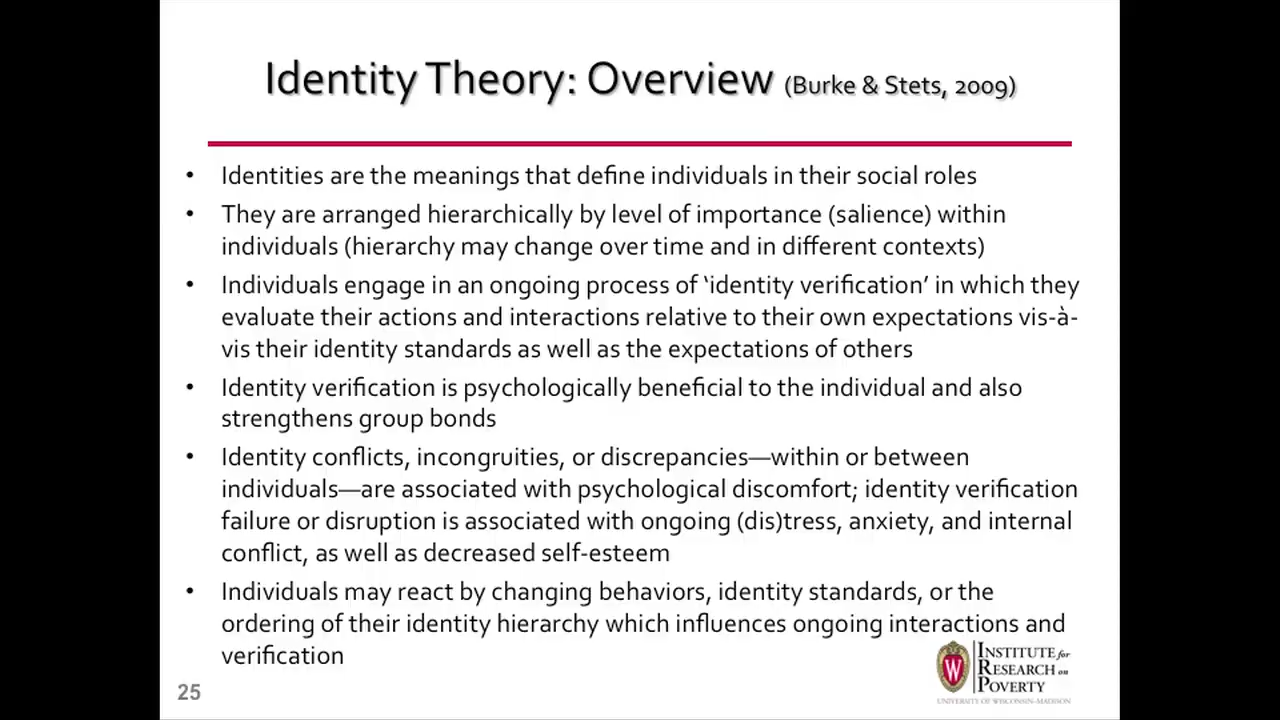 Identity Theory: Overview (Burke & Stets, 2009)
• Identities are the meanings that define individuals in their social roles
• They are arranged hierarchically by level of importance (salience) within
individuals (hierarchy may change over time and in different contexts)
• Individuals engage in an ongoing process of ‘identity verification’ in which they
evaluate their actions and interactions relative to their own expectations vis-à-
vis their identity standards as well as the expectations of others
• Identity verification is psychologically beneficial to the individual and also
strengthens group bonds
• Identity conflicts, incongruities, or discrepancies—within or between
individuals—are associated with psychological discomfort; identity verification
failure or disruption is associated with ongoing (dis)tress, anxiety, and internal
conflict, as well as decreased self-esteem
• Individuals may react by changing behaviors, identity standards, or the
ordering of their identity hierarchy which influences ongoing interactions and
verification
W
INSTITUTE for
RESEARCH on
POVERTY
UNIVERSITY OF WISCONSIN–MADISON
25